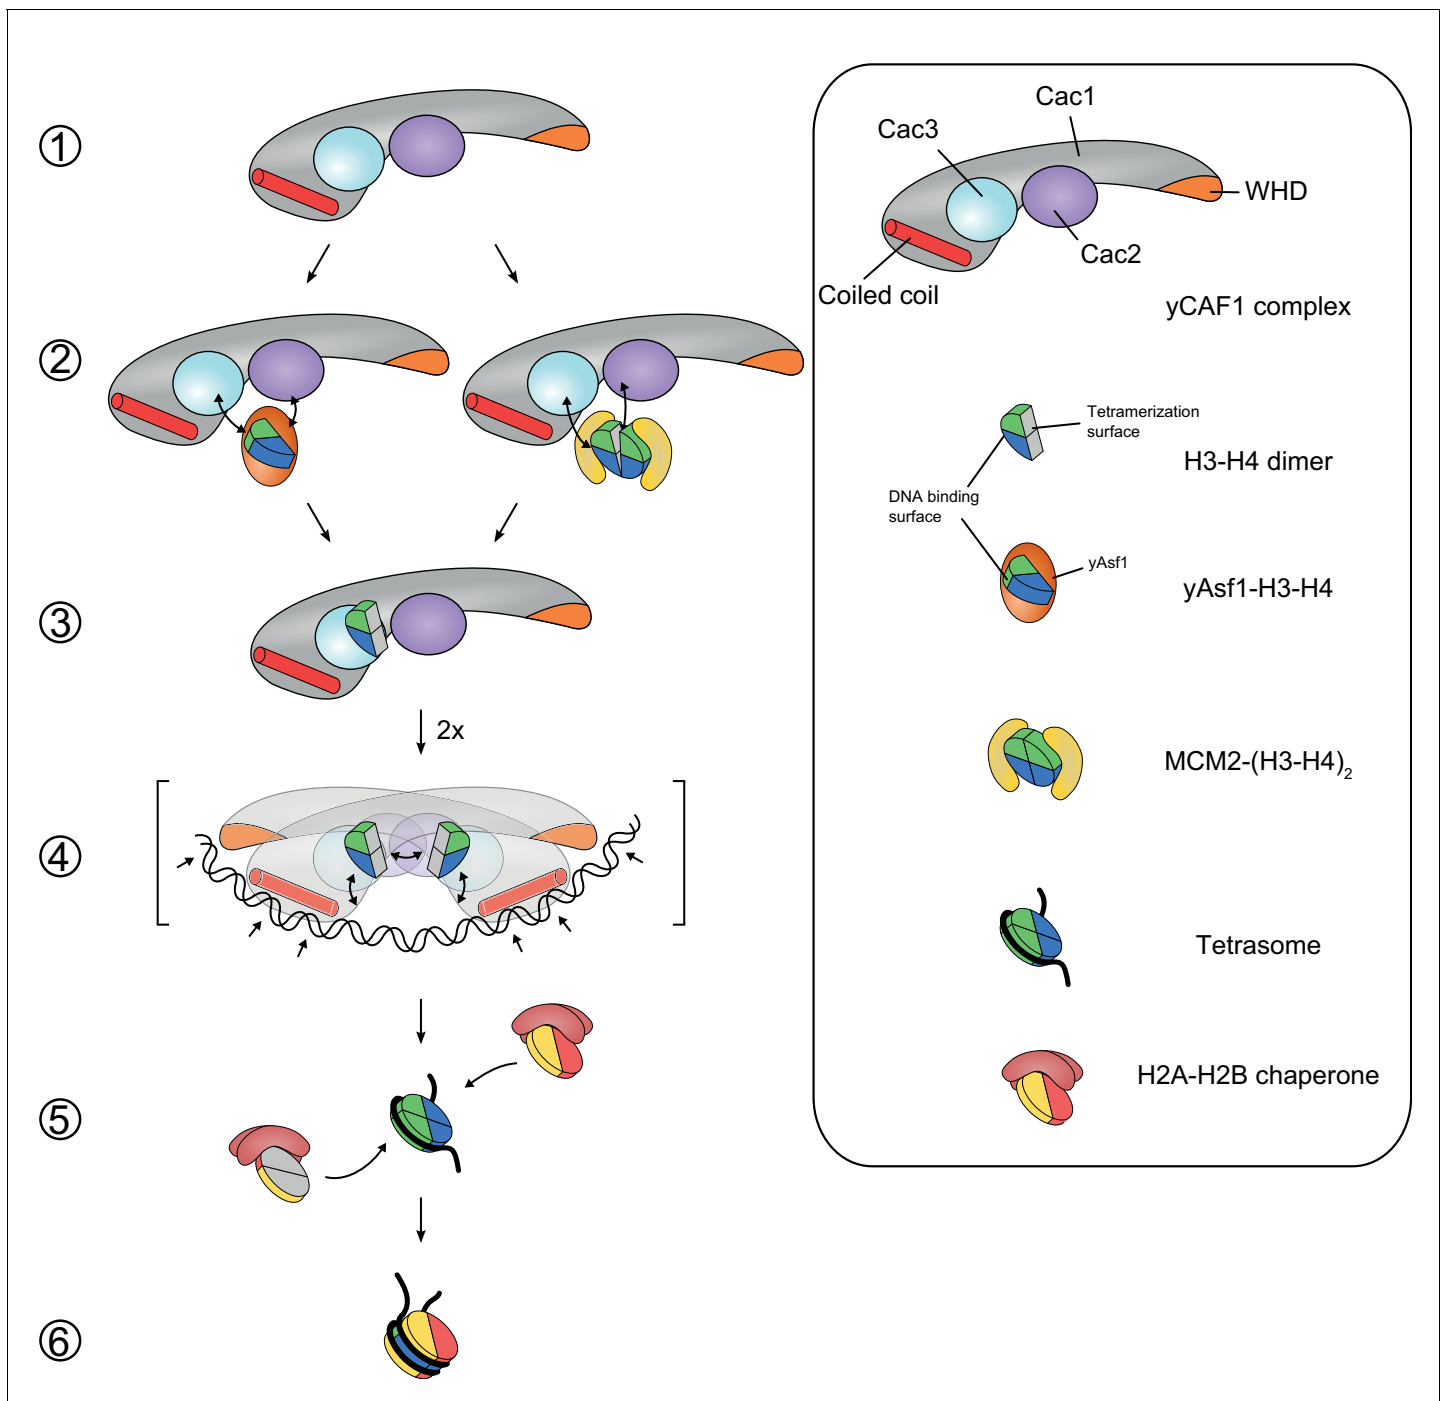 1
2
3
2x
4
5
6
Cac1
Cac3
WHD
Cac2
Coiled coil
yCAF1 complex
Tetramerization
surface
H3-H4 dimer
DNA binding
surface
yAsf1
yAsf1-H3-H4
MCM2-(H3-H4)2
Tetrasome
H2A-H2B chaperone